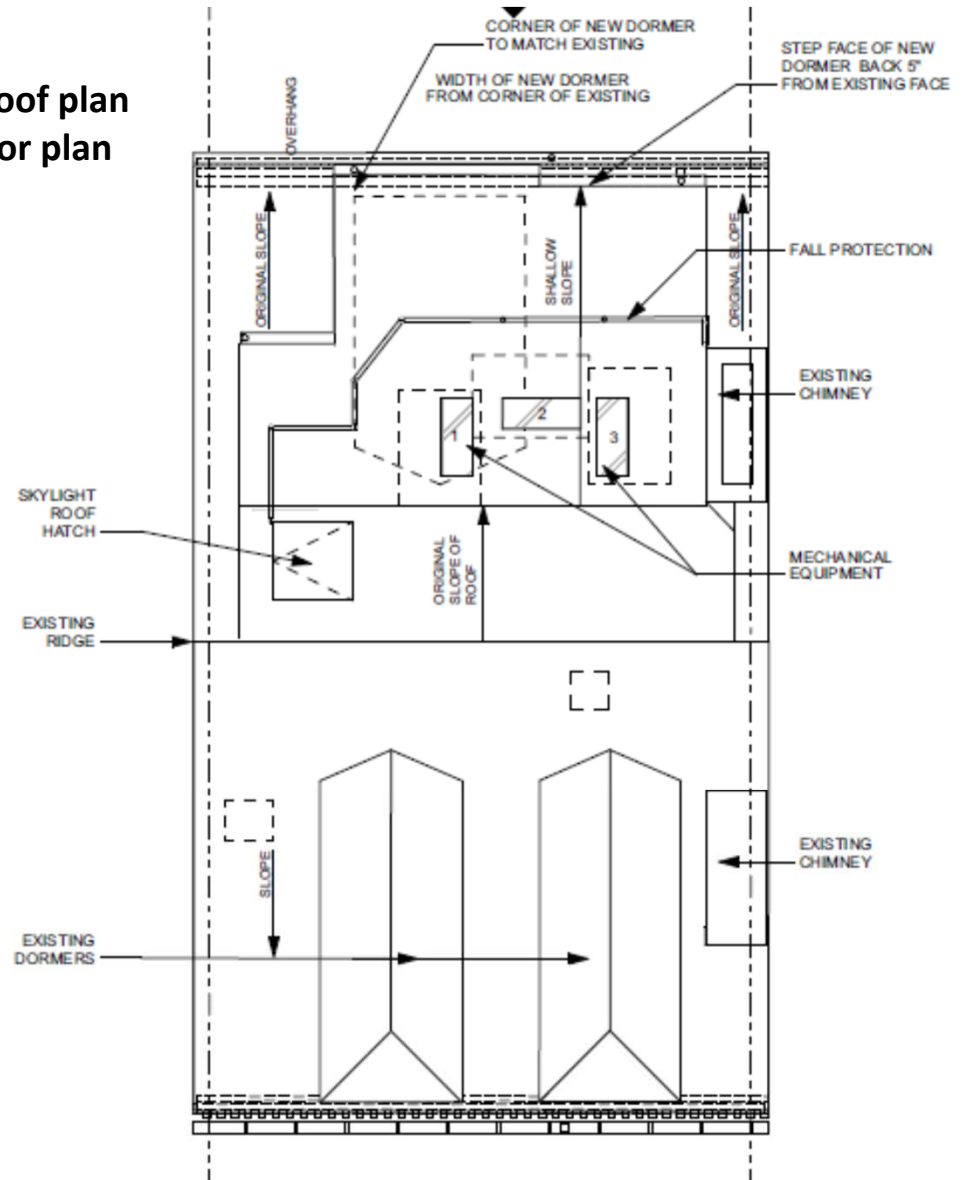 CORNER OF NEW DORMER
TO MATCH EXISTING
STEP FACE OF NEW
DORMER BACK 5"
FROM EXISTING FACE
WIDTH OF NEW DORMER
FROM CORNER OF EXISTING
oof plan
or plan
OVERHANG
ORIGINAL SLOPE
SHALLOW
SLOPE
ORIGINAL SLOPE
FALL PROTECTION
EXISTING
CHIMNEY
1
2
3
SKYLIGHT
ROOF
HATCH
ORIGINAL
SLOPE OF
ROOF
MECHANICAL
EQUIPMENT
EXISTING
RIDGE
SLOPE
EXISTING
CHIMNEY
EXISTING
DORMERS